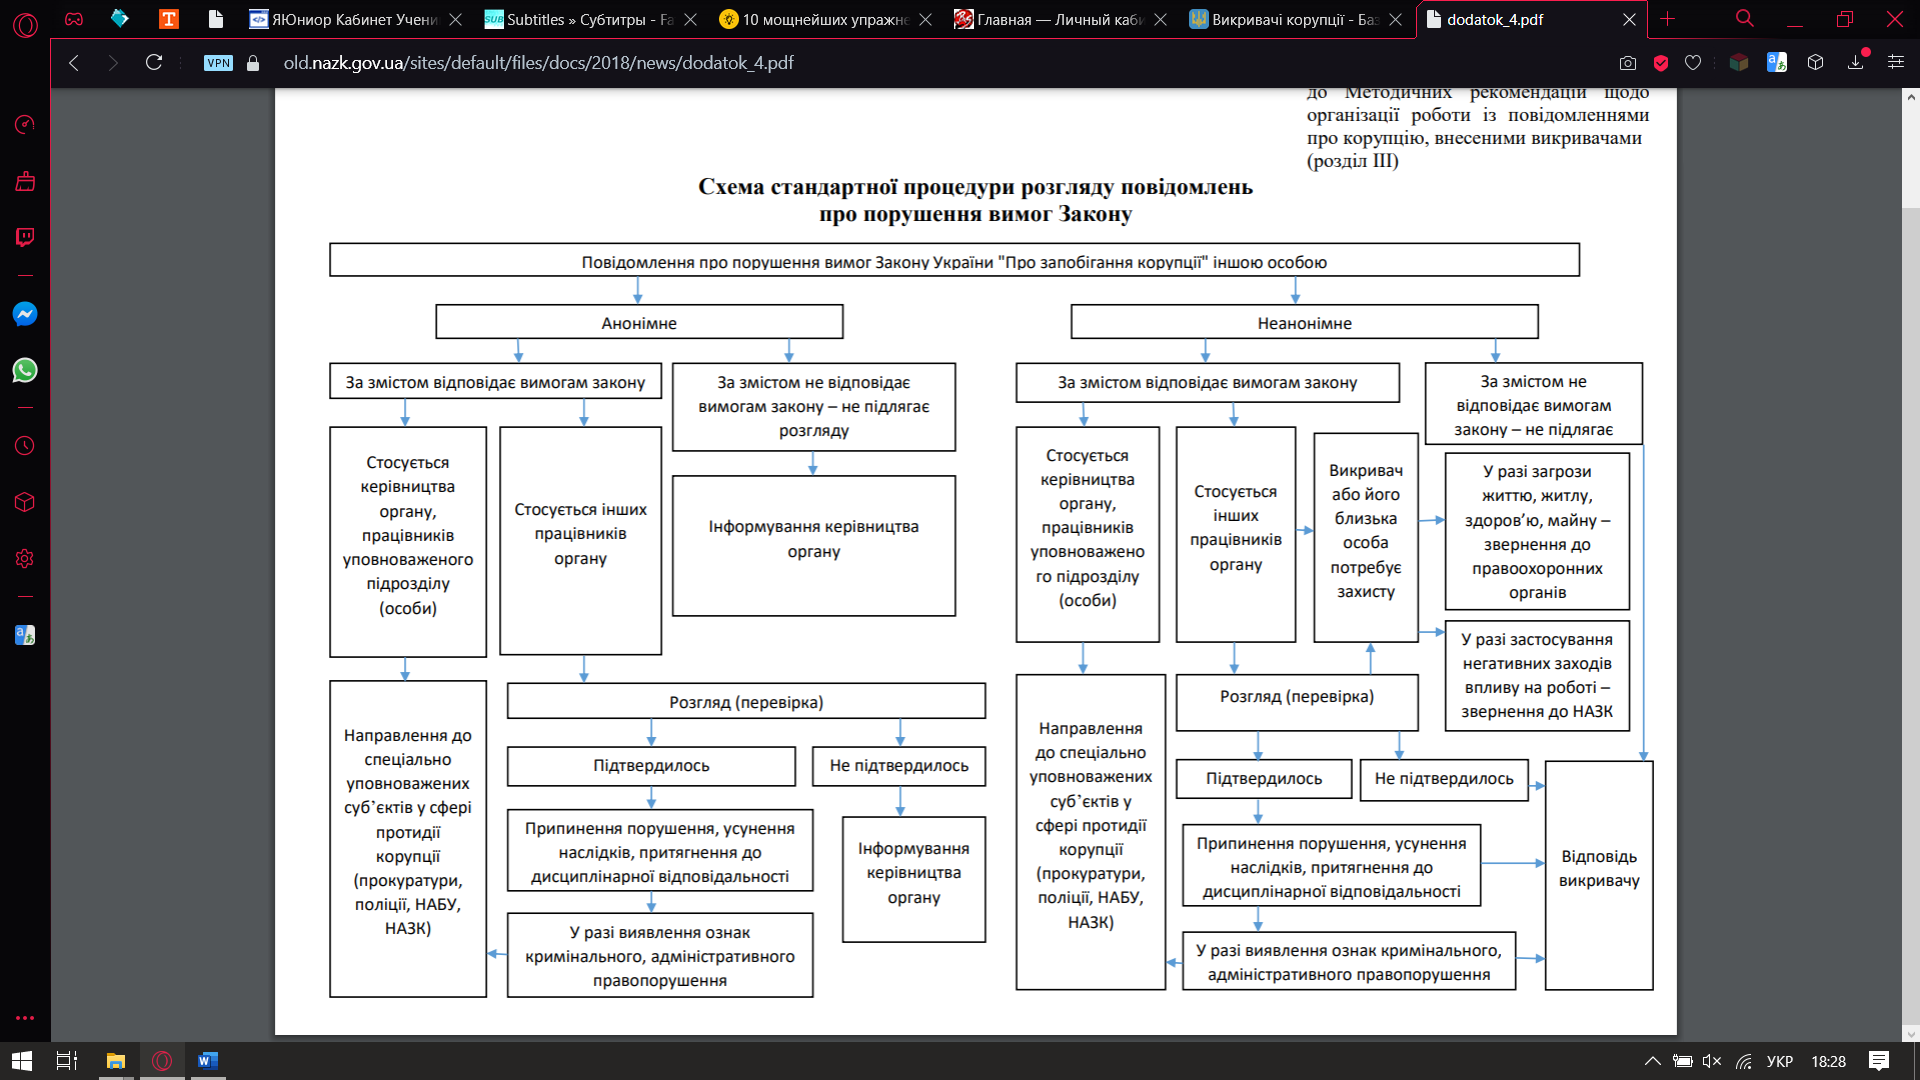 ЯЮниор Кабинет Учени
Subtitles » Субтитры - Fa
10 мощнейших упражне
Главная — Личный каби
Викривачі корупції - Баз
dodatok_4.pdf
VPN
old.nazk.gov.ua/sites/default/files/docs/2018/news/dodatok_4.pdf
до Методичних рекомендацій щодо
організації роботи із повідомленнями
про корупцію, внесеними викривачами
(розділ III)
Схема стандартної процедури розгляду повідомлень
про порушення вимог Закону
Повідомлення про порушення вимог Закону України "Про запобігання корупції" іншою особою
Анонімне
За змістом відповідає вимогам закону
За змістом не відповідає
вимогам закону – не підлягає
розгляду
Стосується
керівництва
органу,
працівників
уповноваженого
підрозділу
(особи)
Стосується інших
працівників
органу
Інформування керівництва
органу
Направлення до
спеціально
уповноважених
суб’єктів у сфері
протидії
корупції
(прокуратури,
поліції, НАБУ,
НАЗК)
Розгляд (перевірка)
Підтвердилось
Не підтвердилось
Припинення порушення, усунення
наслідків, притягнення до
дисциплінарної відповідальності
Інформування
керівництва
органу
У разі виявлення ознак
кримінального, адміністративного
правопорушення
Неанонімне
За змістом відповідає вимогам закону
За змістом не
відповідає вимогам
закону – не підлягає
Стосується
керівництва
органу,
працівників
уповноважено
го підрозділу
(особи)
Стосується
інших
працівників
органу
Викривач
або його
близька
особа
потребує
захисту
У разі загрози
життю, житлу,
здоров’ю, майну –
звернення до
правоохоронних
органів
У разі застосування
негативних заходів
впливу на роботі –
звернення до НАЗК
Направлення
до спеціально
уповноважених
суб’єктів у
сфері протидії
корупції
(прокуратури,
поліції, НАБУ,
НАЗК)
Розгляд (перевірка)
Підтвердилось
Не підтвердилось
Припинення порушення, усунення
наслідків, притягнення до
дисциплінарної відповідальності
У разі виявлення ознак кримінального,
адміністративного правопорушення
Відповідь
викривачу
УКР
18:28